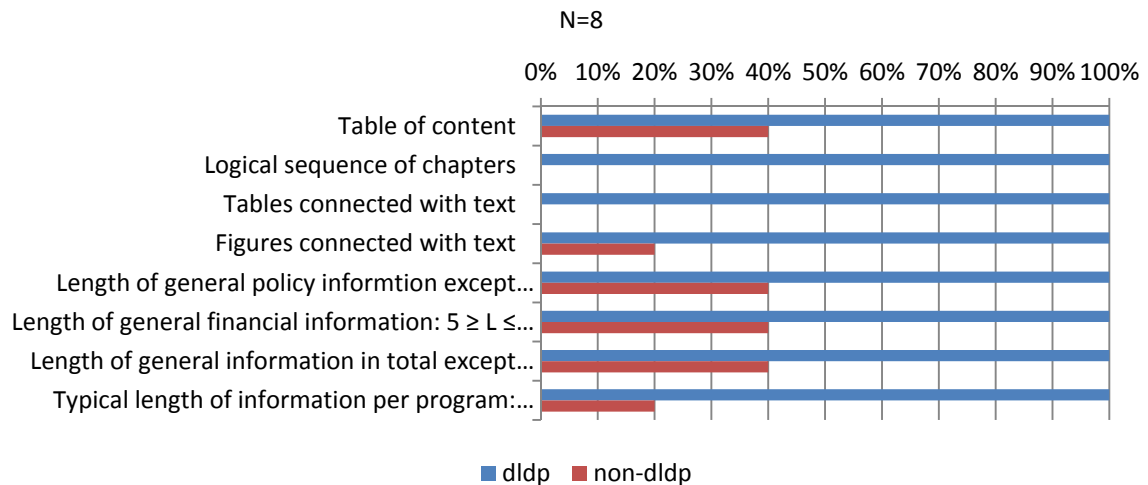 N=8
0% 10% 20% 30% 40% 50% 60% 70% 80% 90% 100%
Table of content
Logical sequence of chapters
Tables connected with text
Figures connected with text
Length of general policy informtion except...
Length of general financial information: 5 ≥ L ≤...
Length of general information in total except...
Typical length of information per program:...
dldp non-dldp